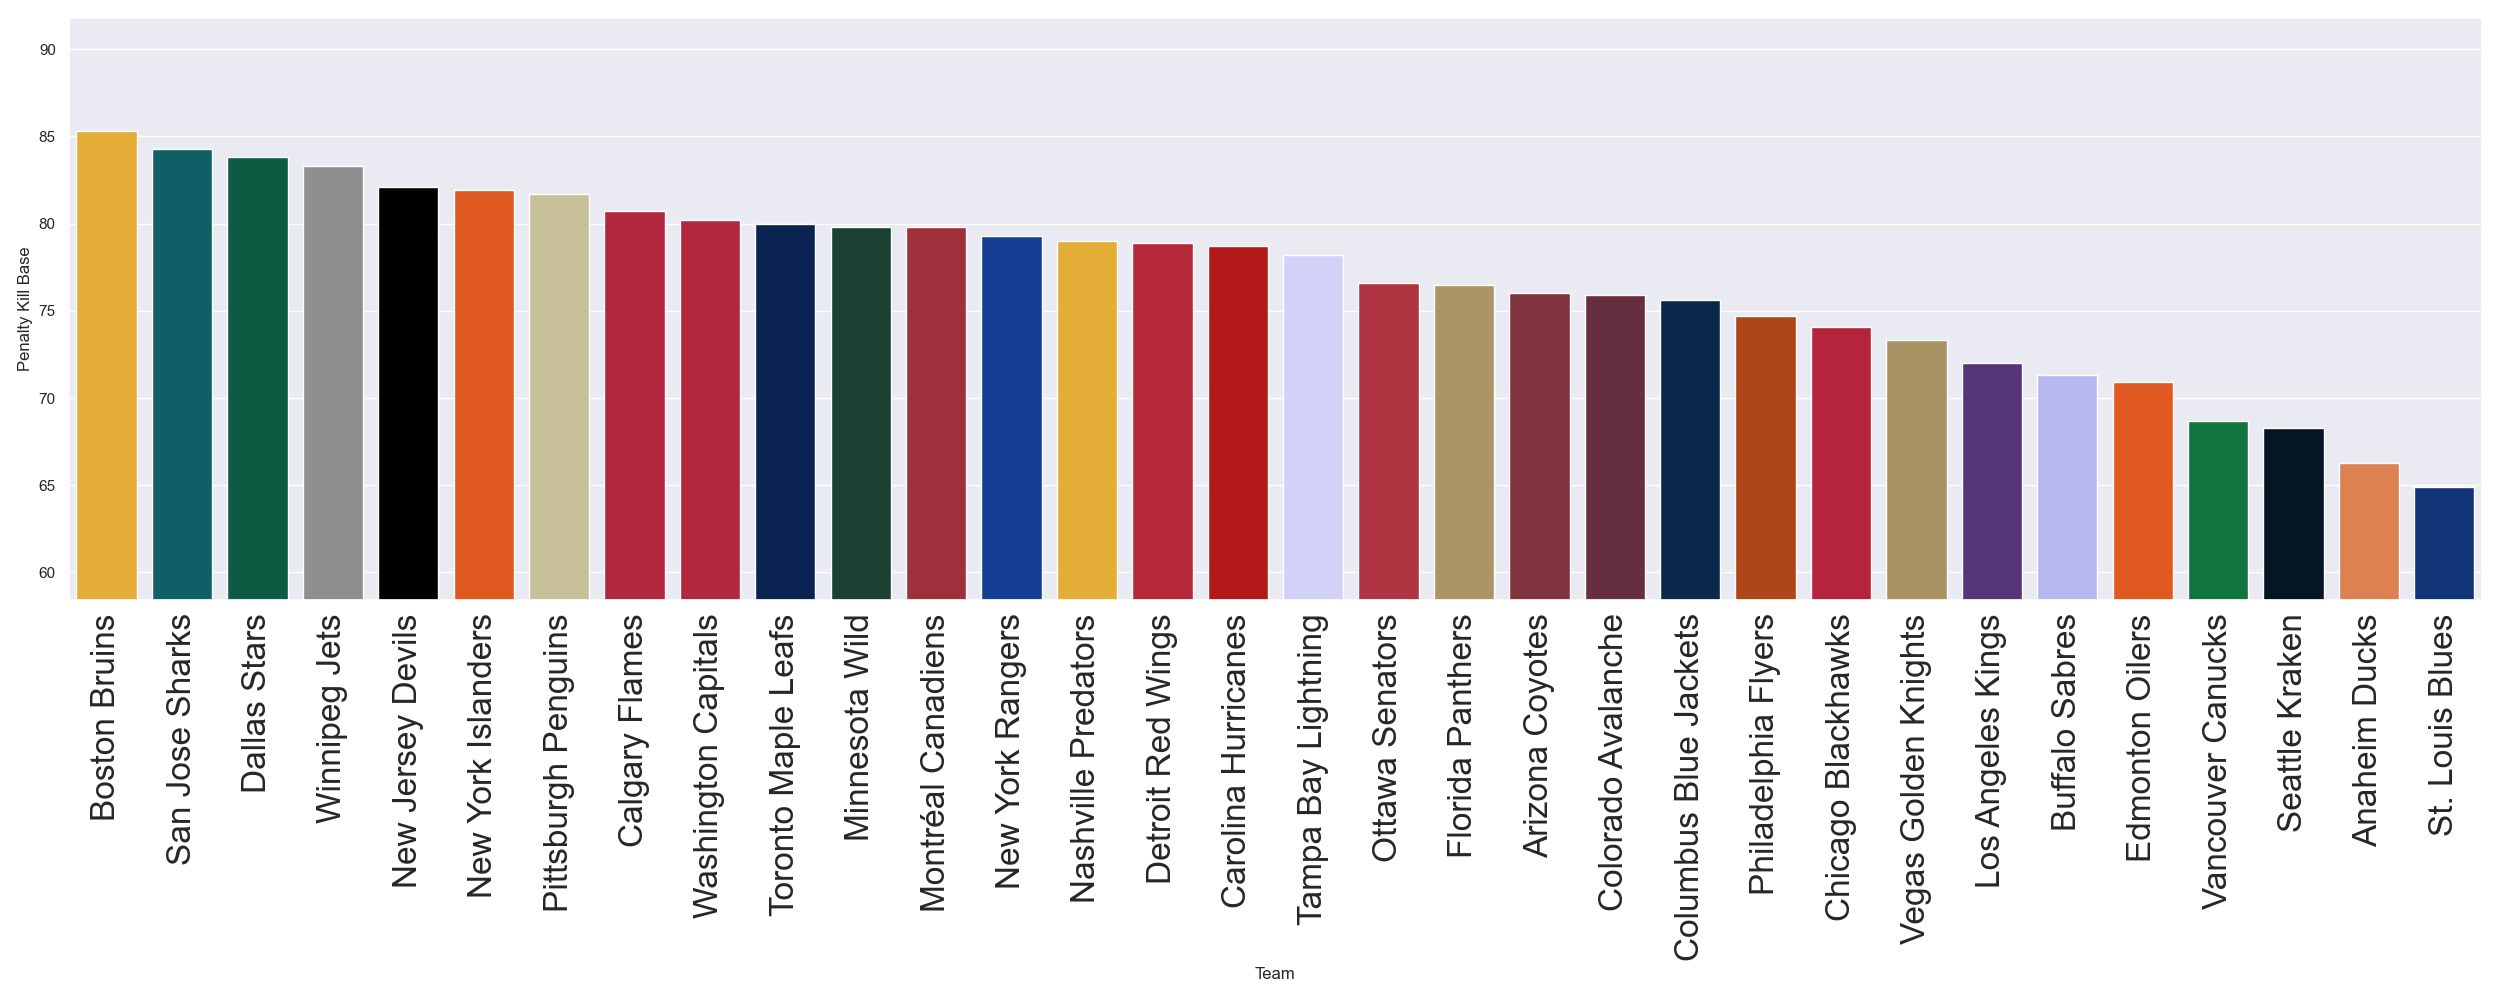 90
85
80
75
70
65
60
Penalty Kill Base
Boston Bruins
San Jose Sharks
Dallas Stars
Winnipeg Jets
New Jersey Devils
New York Islanders
Pittsburgh Penguins
Calgary Flames
Washington Capitals
Toronto Maple Leafs
Minnesota Wild
Montréal Canadiens
New York Rangers
Nashville Predators
Detroit Red Wings
Carolina Hurricanes
Tampa Bay Lightning
Ottawa Senators
Florida Panthers
Arizona Coyotes
Colorado Avalanche
Columbus Blue Jackets
Philadelphia Flyers
Chicago Blackhawks
Vegas Golden Knights
Los Angeles Kings
Buffalo Sabres
Edmonton Oilers
Vancouver Canucks
Seattle Kraken
Anaheim Ducks
St. Louis Blues
Team